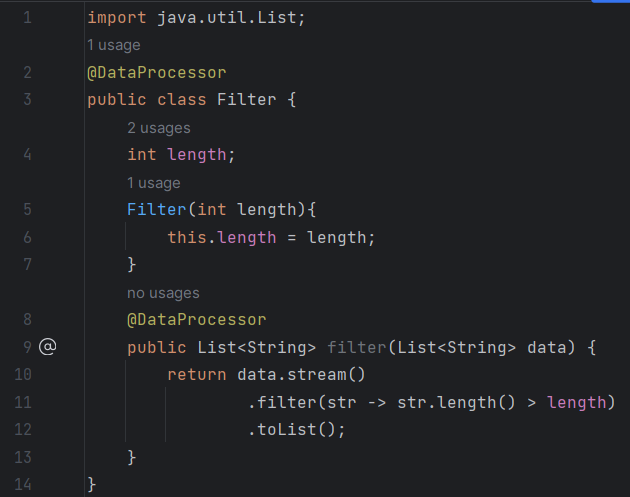 1 import java.util.List;
1 usage
2 @DataProcessor
3 public class Filter {
2 usages
4 int length;
1 usage
5 Filter(int length){
6 this.length = length;
7 }
no usages
8 @DataProcessor
9 @ public List<String> filter(List<String> data) {
10 return data.stream()
11 .filter(str -> str.length() > length)
12 .toList();
13 }
14 }